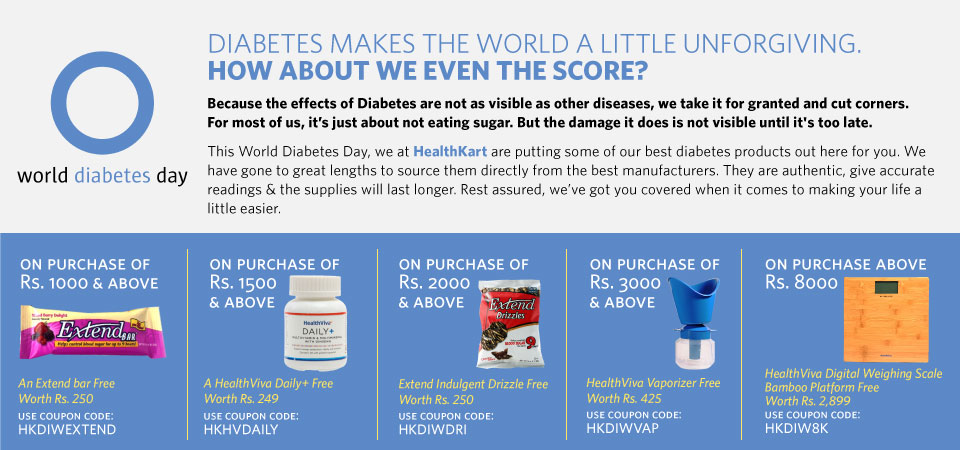 DIABETES MAKES THE WORLD A LITTLE UNFORGIVING.
HOW ABOUT WE EVEN THE SCORE?
Because the effects of Diabetes are not as visible as other diseases, we take it for granted and cut corners.
For most of us, it's just about not eating sugar. But the damage it does is not visible until it's too late.
This World Diabetes Day, we at HealthKart are putting some of our best diabetes products out here for you. We
have gone to great lengths to source them directly from the best manufacturers. They are authentic, give accurate
readings & the supplies will last longer. Rest assured, we've got you covered when it comes to making your life a
little easier.
world diabetes day
ON PURCHASE OF
Rs. 1000 & ABOVE
Extend BAR
An Extend bar Free
Worth Rs. 250
USE COUPON CODE:
HKDIWEXTEND
ON PURCHASE OF
Rs. 1500
& ABOVE
HealthViva
DAILY+
A HealthViva Daily+ Free
Worth Rs. 249
USE COUPON CODE:
HKHVDAILY
ON PURCHASE OF
Rs. 2000
& ABOVE
Extend
Drizzles
Extend Indulgent Drizzle Free
Worth Rs. 250
USE COUPON CODE:
HKDIWDRI
ON PURCHASE OF
Rs. 3000
& ABOVE
HealthViva Vaporizer Free
Worth Rs. 425
USE COUPON CODE:
HKDIWVAP
ON PURCHASE ABOVE
Rs. 8000
HealthViva Digital Weighing Scale
Bamboo Platform Free
Worth Rs. 2,899
USE COUPON CODE:
HKDIW8K